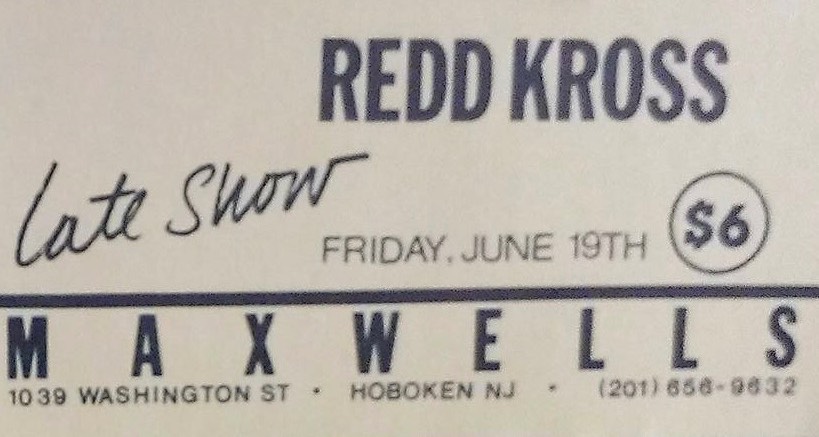 REDD KROSS
Late Show
FRIDAY, JUNE 19TH $6
MAXWELLS
1039 WASHINGTON ST · HOBOKEN NJ · (201) 656-9632